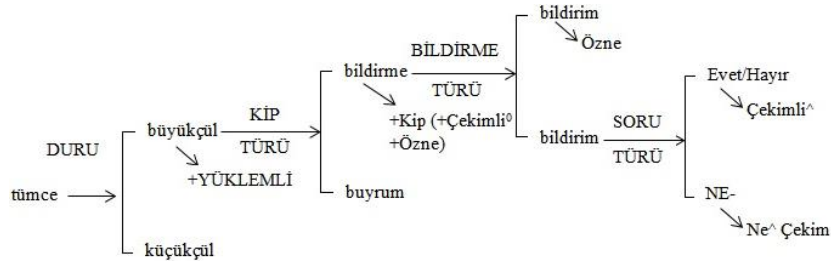 bildirim
BİLDİRME
Özne
bildirme
TÜRÜ
Evet/Hayır
KİP
büyükçül
+Kip (+Çekimli⁰
SORU
Çekimli^
DURU
TÜRÜ
+Özne)
bildirim
TÜRÜ
+YÜKLEMLİ
tümce
buyrum
NE-
küçükçül
Ne^ Çekim